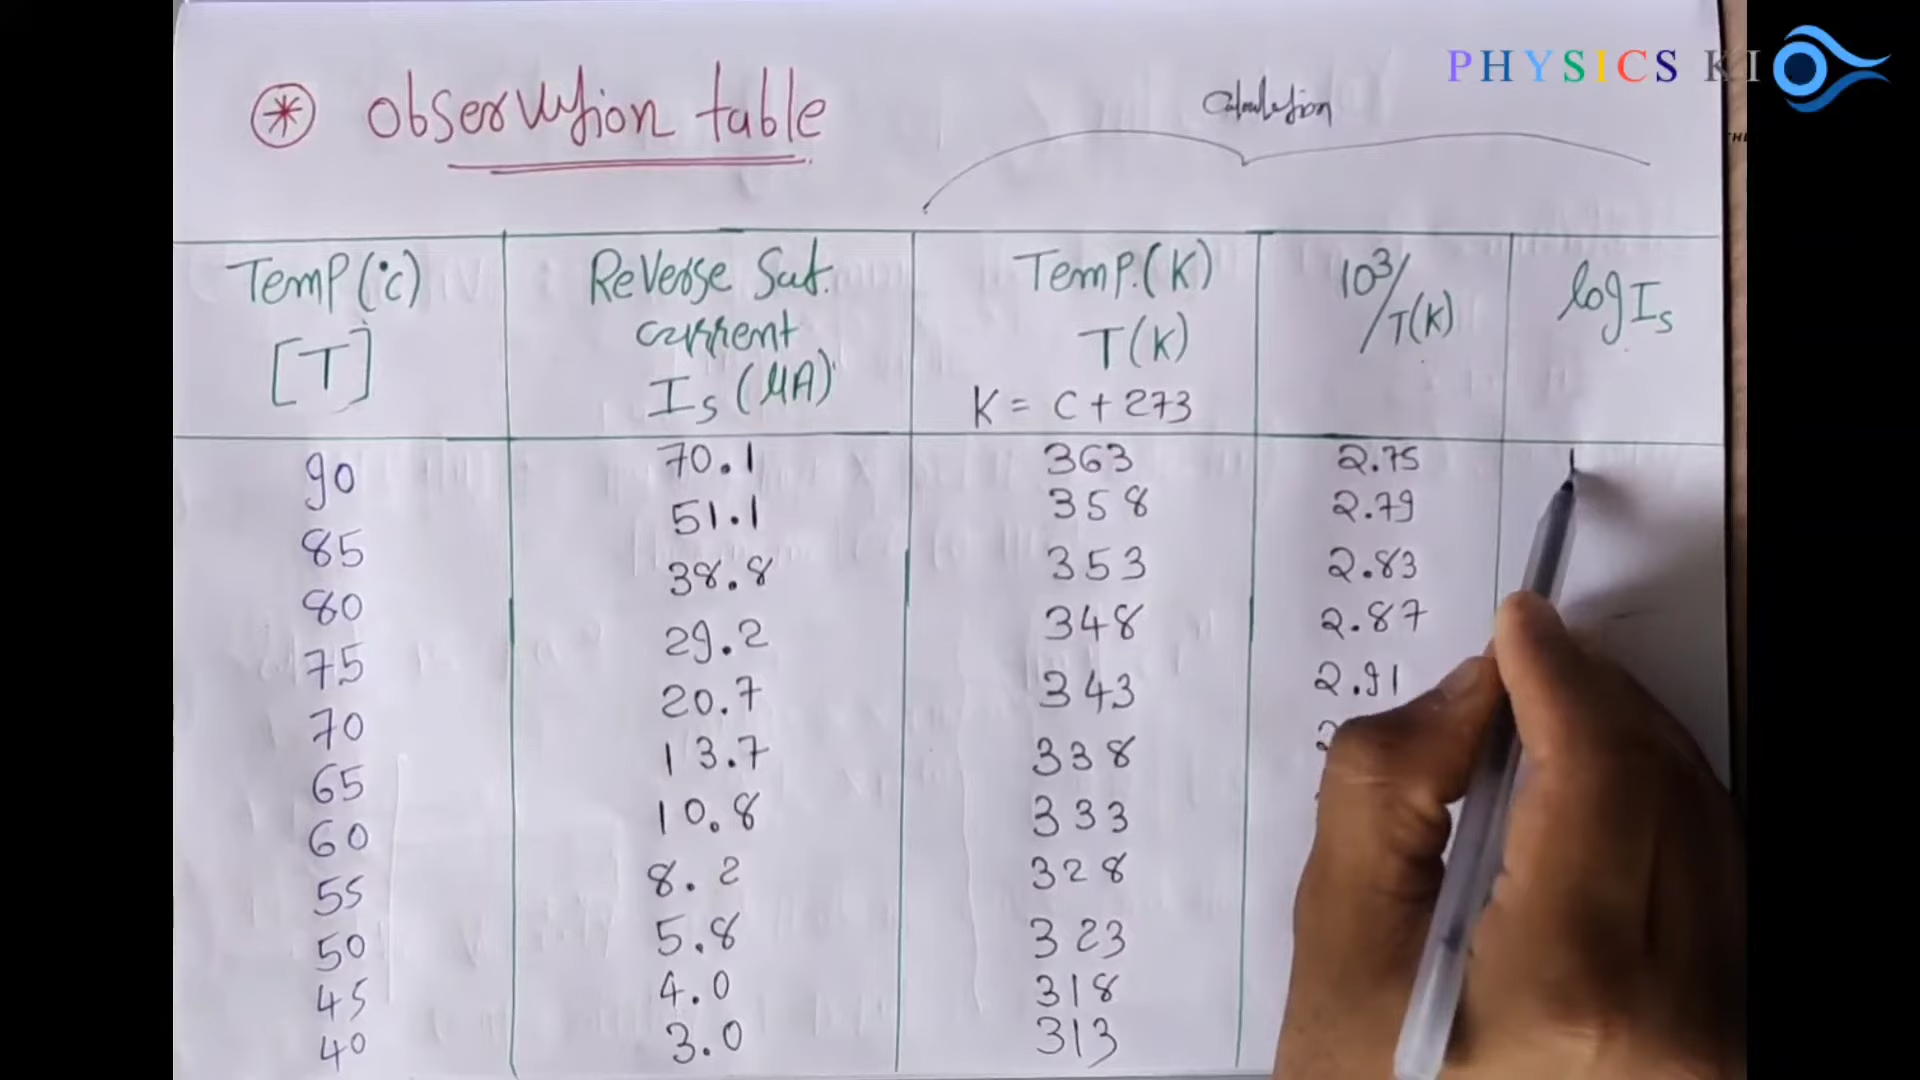 PHYSICS KI
Calculation
* Observation table
Temp(°c)
[T]
Reverse Sat.
current
Is (μA)
Temp.(K)
T(K)
K = C + 273
10³/T(K)
log Is
90 70.1 363 2.75
85 51.1 358 2.79
80 38.8 353 2.83
75 29.2 348 2.87
70 20.7 343 2.91
65 13.7 338
60 10.8 333
55 8.2 328
50 5.8 323
45 4.0 318
40 3.0 313